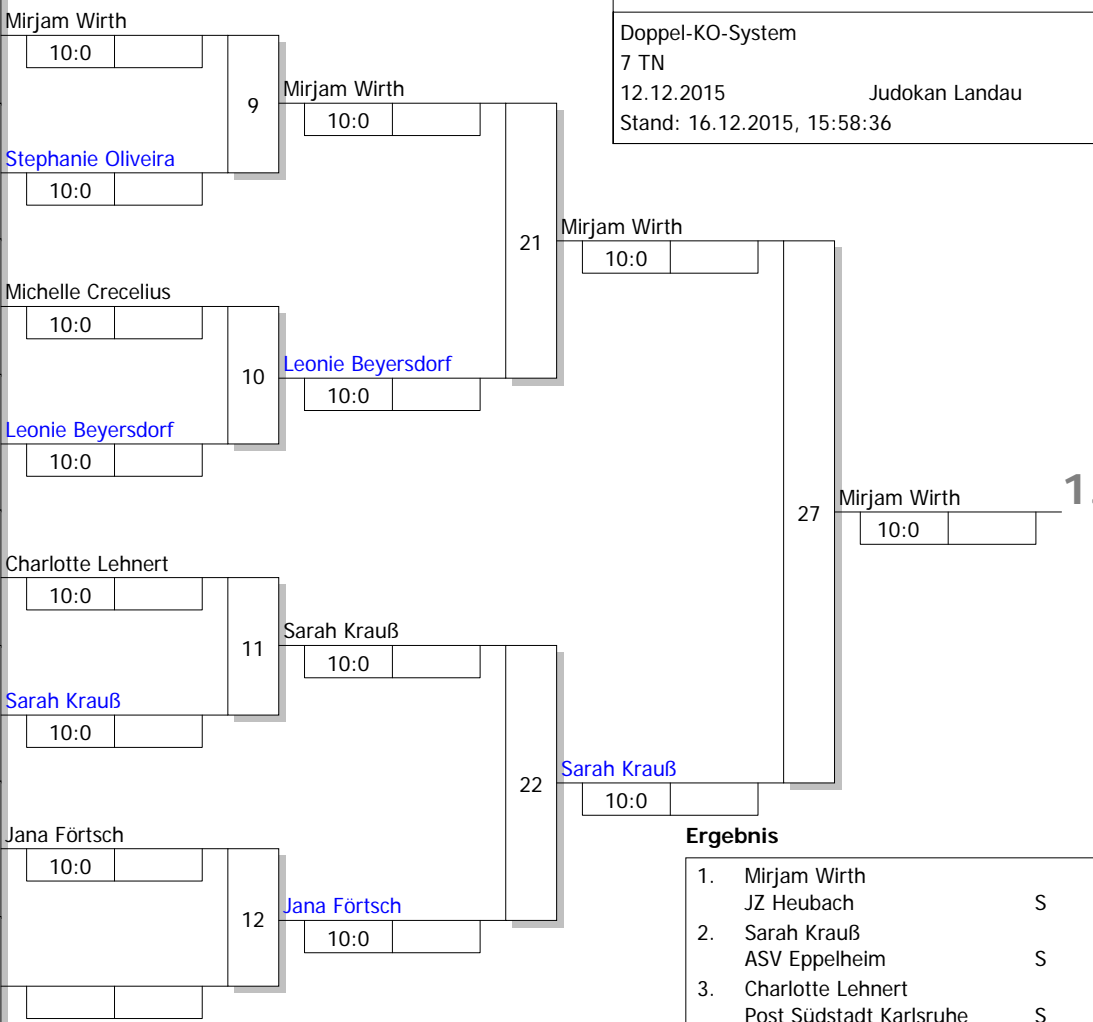 Doppel-KO-System
7 TN
12.12.2015 Judokan Landau
Stand: 16.12.2015, 15:58:36
Mirjam Wirth
10:0
9
Stephanie Oliveira
10:0
Mirjam Wirth
10:0
21
Michelle Crecelius
10:0
10
Leonie Beyersdorf
10:0
Leonie Beyersdorf
10:0
Mirjam Wirth
10:0
27
Mirjam Wirth
10:0
1.
Charlotte Lehnert
10:0
11
Sarah Krauß
10:0
Sarah Krauß
10:0
22
Sarah Krauß
10:0
Jana Förtsch
10:0
12
Jana Förtsch
10:0
Ergebnis
1. Mirjam Wirth
JZ Heubach S
2. Sarah Krauß
ASV Eppelheim S
3. Charlotte Lehnert
Post Südstadt Karlsruhe S